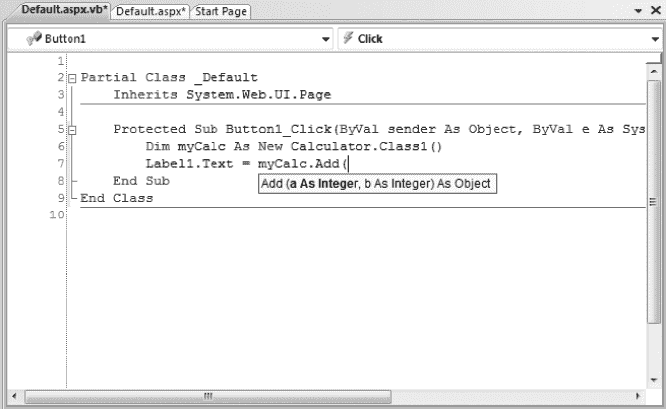 Default.aspx.vb* Default.aspx* Start Page
Button1 Click
1
2 Partial Class _Default
3 Inherits System.Web.UI.Page
4
5 Protected Sub Button1_Click(ByVal sender As Object, ByVal e As Sys
6 Dim myCalc As New Calculator.Class1()
7 Label1.Text = myCalc.Add(
8 End Sub
Add (a As Integer, b As Integer) As Object
9 End Class
10